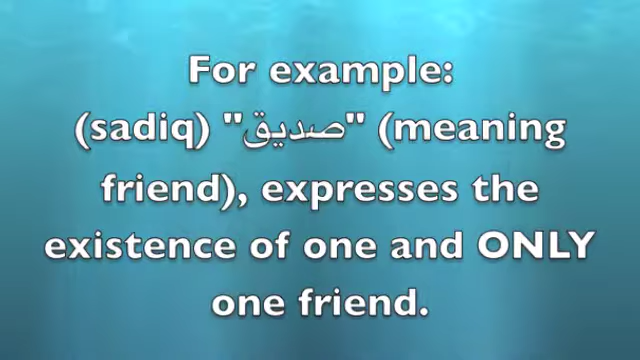 For example:
(sadiq) "صديق" (meaning
friend), expresses the
existence of one and ONLY
one friend.